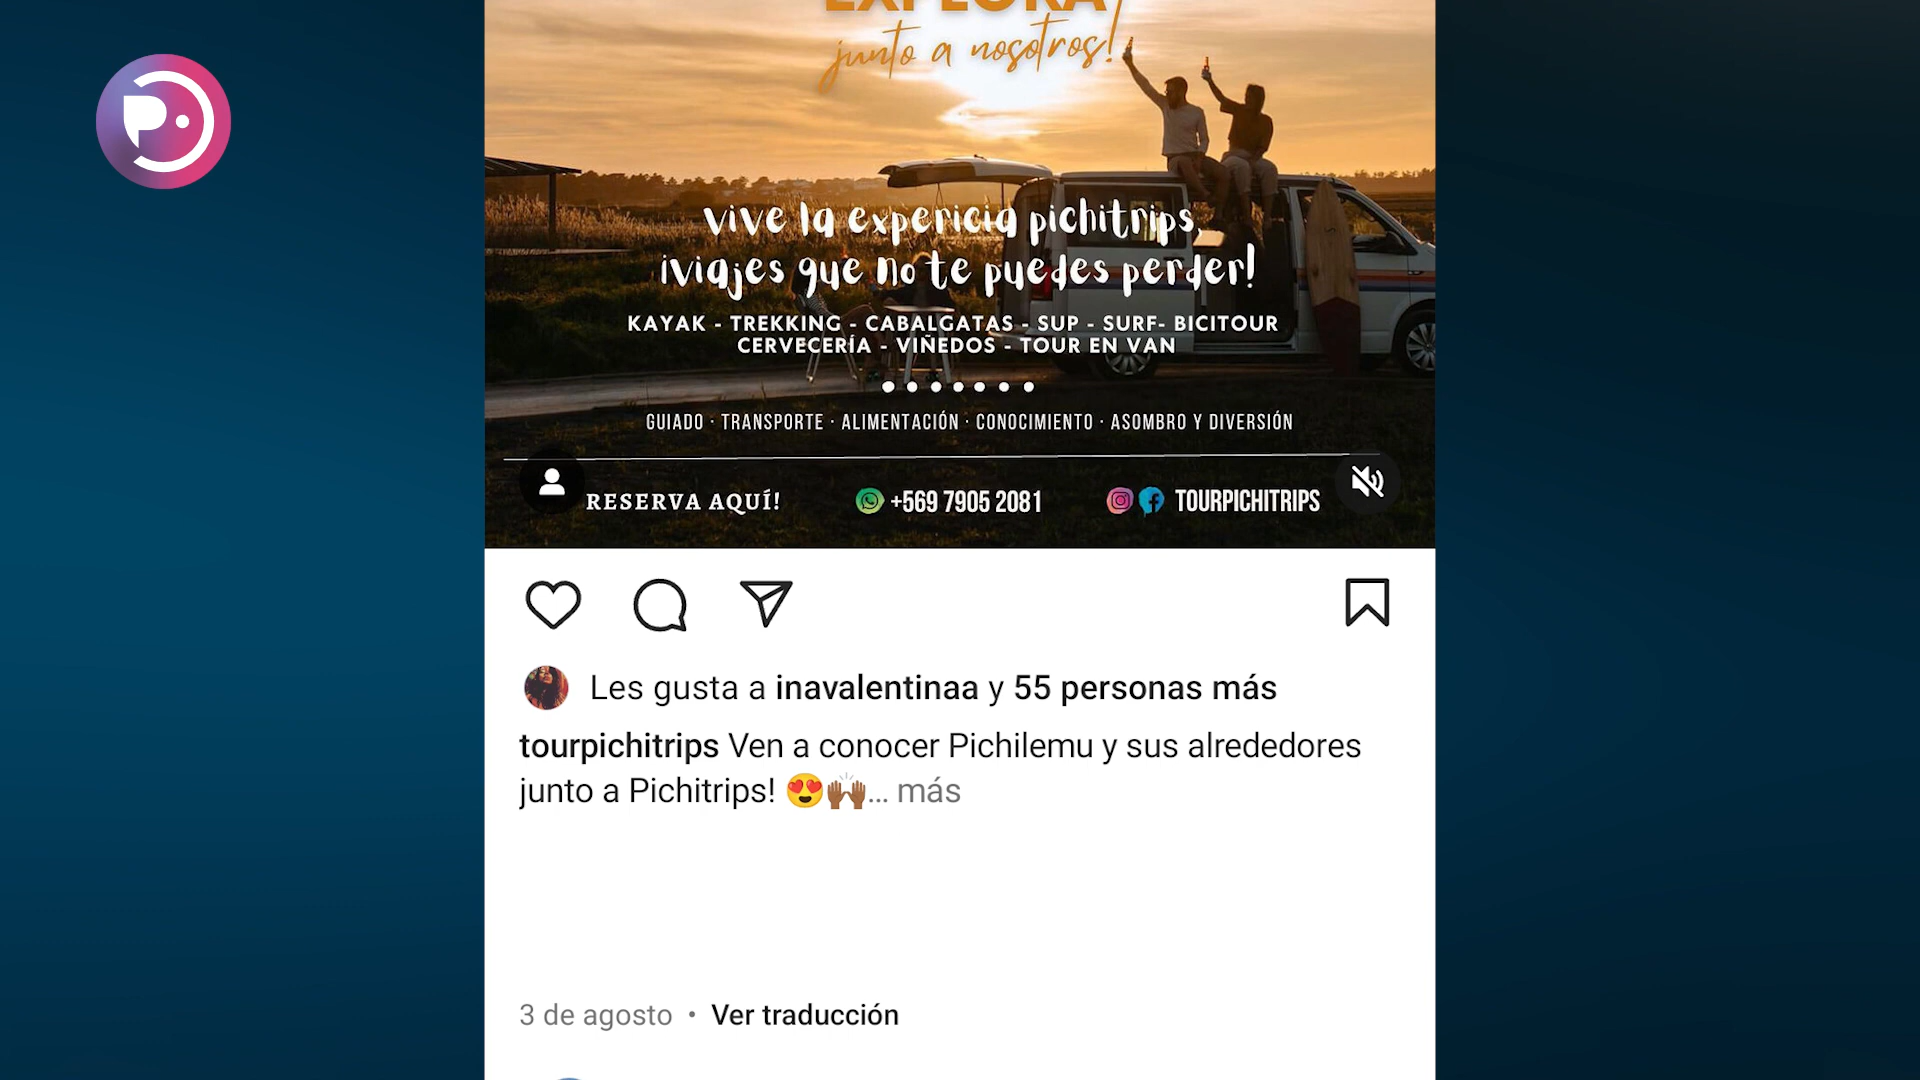 EXPLORA
junto a nosotros!
vive la expericia pichitrips,
¡viajes que no te puedes perder!
KAYAK - TREKKING - CABALGATAS - SUP - SURF- BICITOUR
CERVECERÍA - VIÑEDOS - TOUR EN VAN
GUIADO · TRANSPORTE · ALIMENTACIÓN · CONOCIMIENTO · ASOMBRO Y DIVERSIÓN
RESERVA AQUÍ! +569 7905 2081 TOURPICHITRIPS
Les gusta a inavalentinaa y 55 personas más
tourpichitrips Ven a conocer Pichilemu y sus alrededores
junto a Pichitrips! 😍🙌🏾... más
3 de agosto • Ver traducción